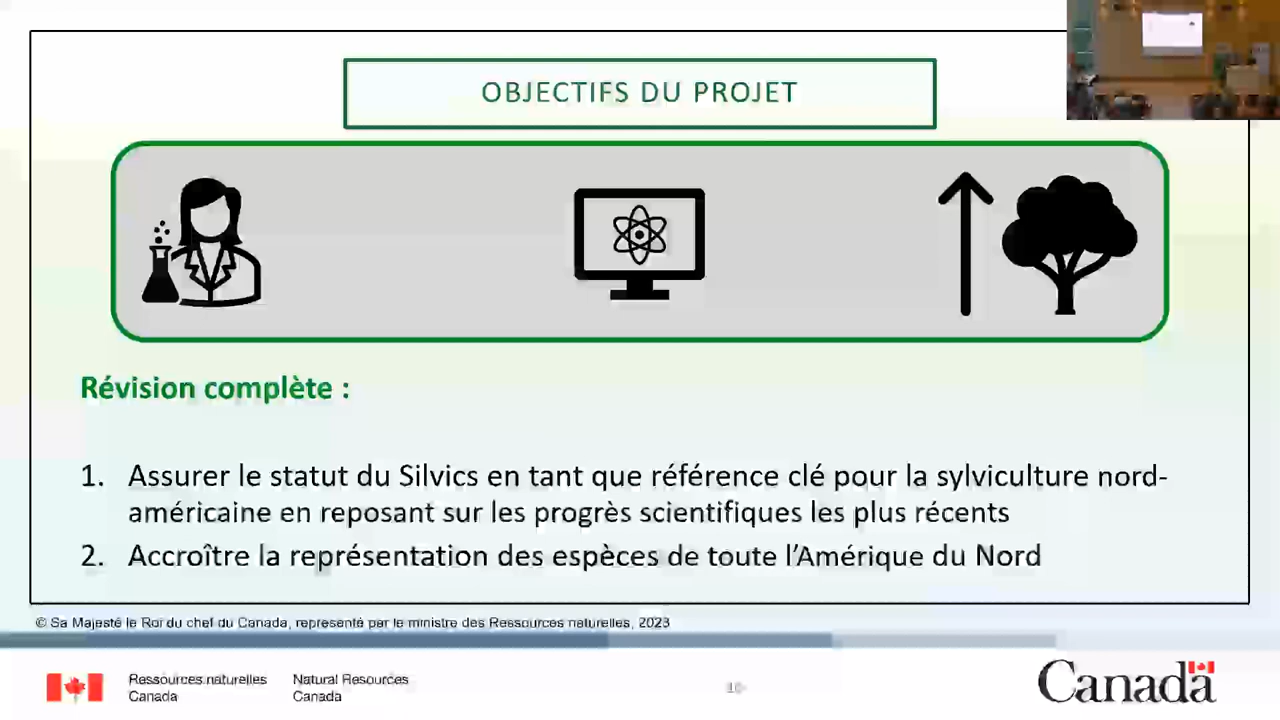 OBJECTIFS DU PROJET
Révision complète :
1. Assurer le statut du Silvics en tant que référence clé pour la sylviculture nord-
américaine en reposant sur les progrès scientifiques les plus récents
2. Accroître la représentation des espèces de toute l’Amérique du Nord
© Sa Majesté le Roi du chef du Canada, representé par le ministre des Ressources naturelles, 2023
Ressources naturelles
Canada
Natural Resources
Canada
Canada